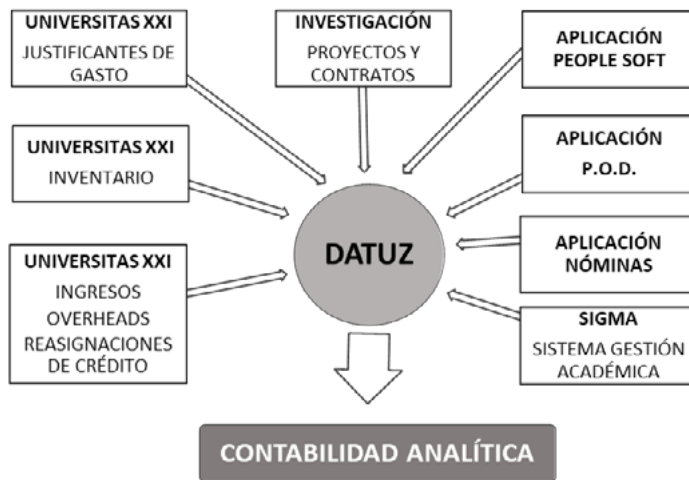 UNIVERSITAS XXI
JUSTIFICANTES DE
GASTO
INVESTIGACIÓN
PROYECTOS Y
CONTRATOS
APLICACIÓN
PEOPLE SOFT
UNIVERSITAS XXI
INVENTARIO
APLICACIÓN
P.O.D.
DATUZ
UNIVERSITAS XXI
INGRESOS
OVERHEADS
REASIGNACIONES
DE CRÉDITO
APLICACIÓN
NÓMINAS
SIGMA
SISTEMA GESTIÓN
ACADÉMICA
CONTABILIDAD ANALÍTICA